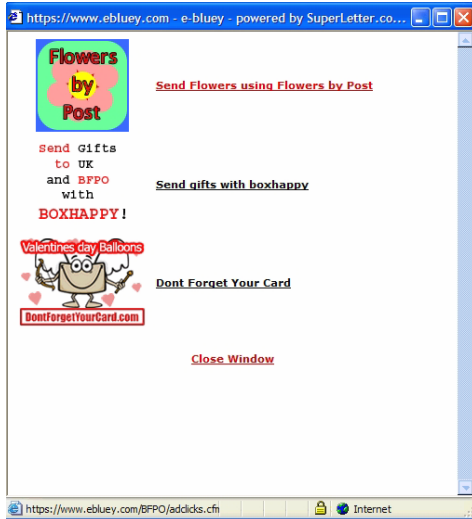 https://www.ebluey.com - e-bluey - powered by SuperLetter.co...
Flowers
by
Post
Send Flowers using Flowers by Post
Send Gifts
to UK
and BFPO
with
BOXHAPPY!
Send gifts with boxhappy
Valentines day Balloons
DontForgetYourCard.com
Dont Forget Your Card
Close Window
https://www.ebluey.com/BFPO/adclicks.cfm
Internet